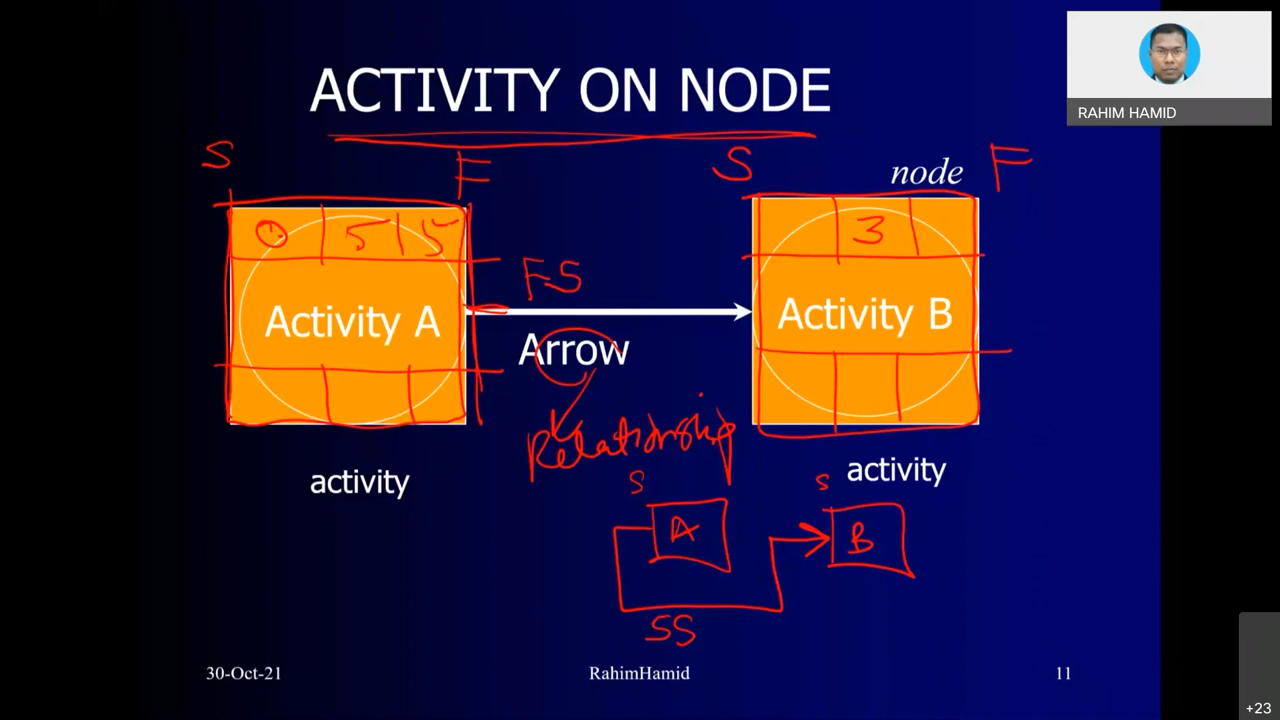 ACTIVITY ON NODE
RAHIM HAMID
S
F
S
node
F
0 5 5
3
FS
Activity A
Activity B
Arrow
Relationship
activity
activity
S
S
A
B
SS
30-Oct-21
RahimHamid
11
+23